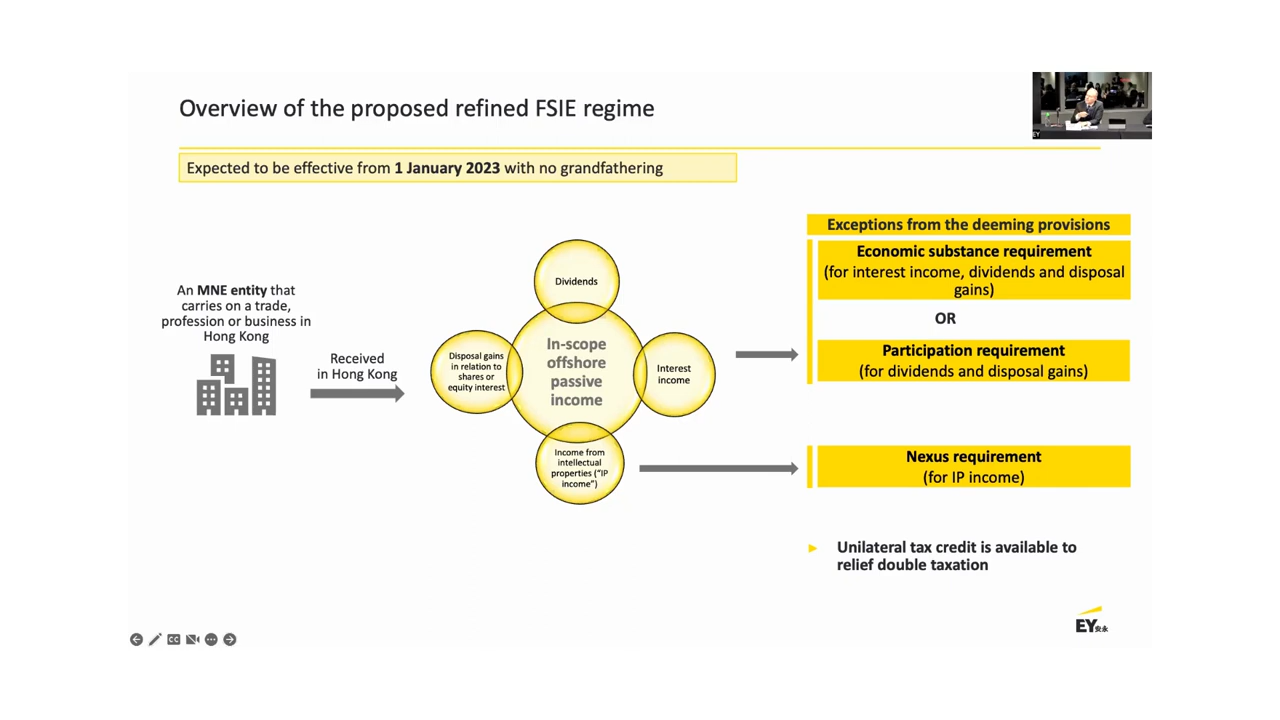 Overview of the proposed refined FSIE regime
Expected to be effective from 1 January 2023 with no grandfathering
An MNE entity that
carries on a trade,
profession or business in
Hong Kong
Received
in Hong Kong
Dividends
Disposal gains
in relation to
shares or
equity interest
In-scope
offshore
passive
income
Interest
income
Income from
intellectual
properties ("IP
income")
Exceptions from the deeming provisions
Economic substance requirement
(for interest income, dividends and disposal
gains)
OR
Participation requirement
(for dividends and disposal gains)
Nexus requirement
(for IP income)
Unilateral tax credit is available to
relief double taxation
EY安永
CC
EY